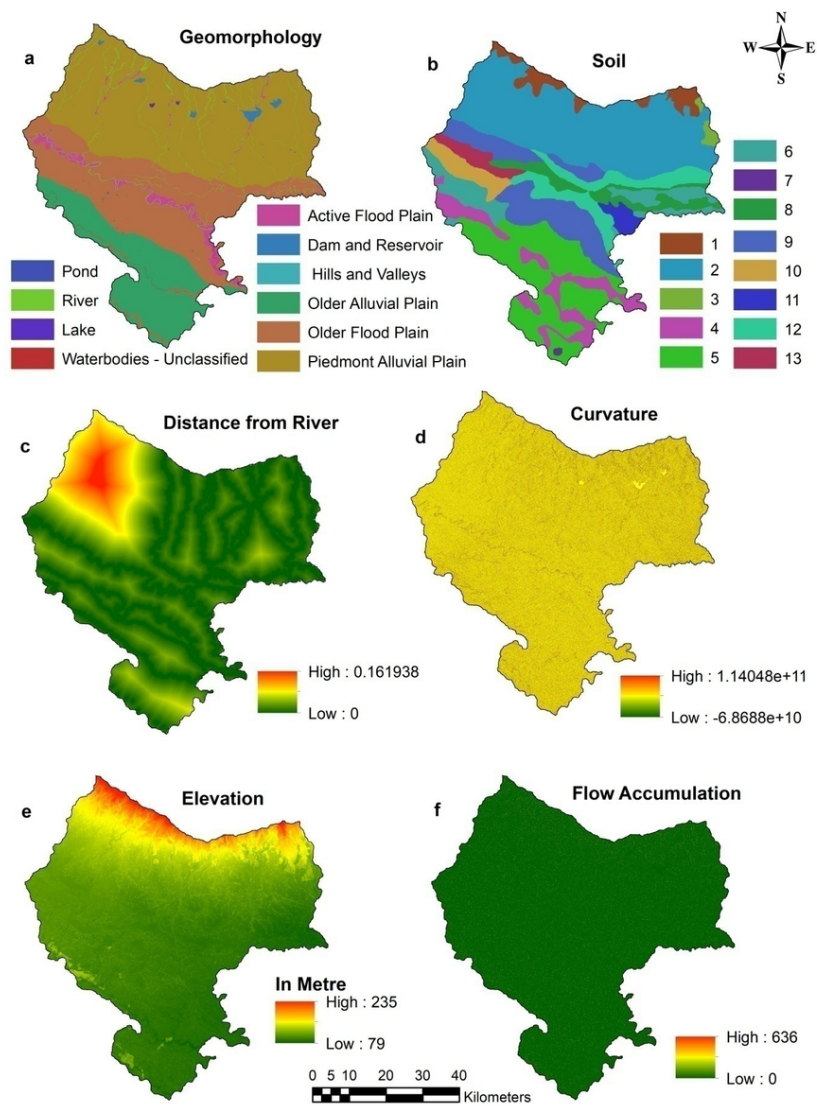 N
W E
S
a
Geomorphology
Pond
River
Lake
Waterbodies - Unclassified
Active Flood Plain
Dam and Reservoir
Hills and Valleys
Older Alluvial Plain
Older Flood Plain
Piedmont Alluvial Plain
b
Soil
1
2
3
4
5
6
7
8
9
10
11
12
13
c
Distance from River
High : 0.161938
Low : 0
d
Curvature
High : 1.14048e+11
Low : -6.8688e+10
e
Elevation
In Metre
High : 235
Low : 79
f
Flow Accumulation
High : 636
Low : 0
0 5 10 20 30 40
Kilometers